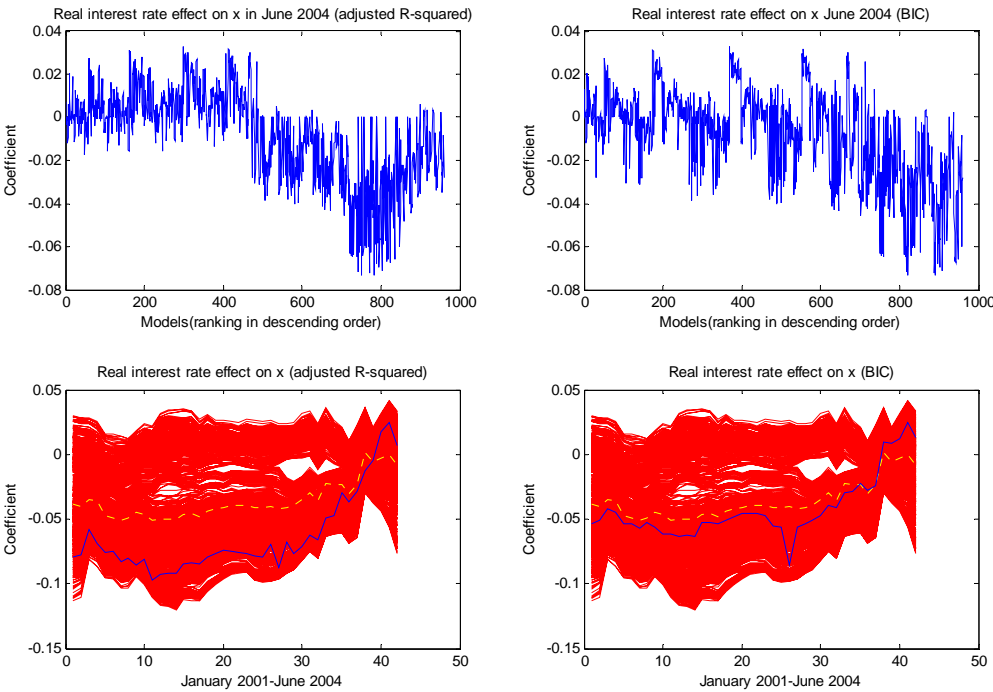 Real interest rate effect on x in June 2004 (adjusted R-squared)
0.04
0.02
0
-0.02
-0.04
-0.06
-0.08
Coefficient
0 200 400 600 800 1000
Models(ranking in descending order)
Real interest rate effect on x June 2004 (BIC)
0.04
0.02
0
-0.02
-0.04
-0.06
-0.08
Coefficient
0 200 400 600 800 1000
Models(ranking in descending order)
Real interest rate effect on x (adjusted R-squared)
0.05
0
-0.05
-0.1
-0.15
Coefficient
0 10 20 30 40 50
January 2001-June 2004
Real interest rate effect on x (BIC)
0.05
0
-0.05
-0.1
-0.15
Coefficient
0 10 20 30 40 50
January 2001-June 2004